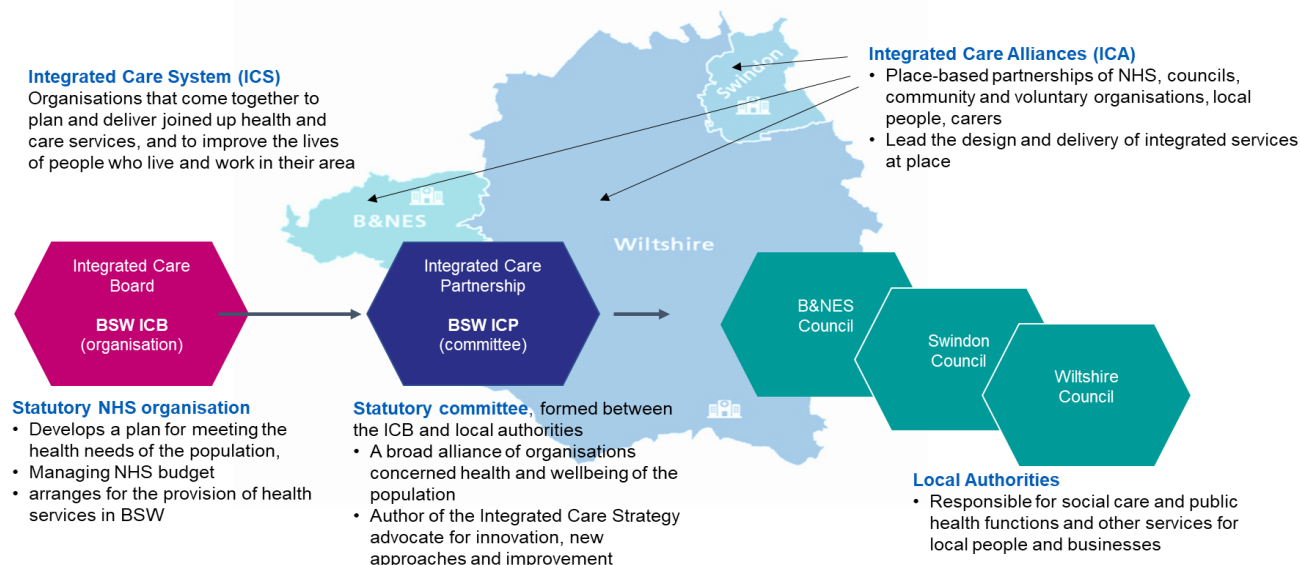 Integrated Care System (ICS)
Organisations that come together to
plan and deliver joined up health and
care services, and to improve the lives
of people who live and work in their area
Integrated Care Alliances (ICA)
• Place-based partnerships of NHS, councils,
community and voluntary organisations, local
people, carers
• Lead the design and delivery of integrated services
at place
Swindon
B&NES
Wiltshire
Integrated Care
Board
BSW ICB
(organisation)
Integrated Care
Partnership
BSW ICP
(committee)
B&NES
Council
Swindon
Council
Wiltshire
Council
Statutory NHS organisation
• Develops a plan for meeting the
health needs of the population,
• Managing NHS budget
• arranges for the provision of health
services in BSW
Statutory committee, formed between
the ICB and local authorities
• A broad alliance of organisations
concerned health and wellbeing of the
population
• Author of the Integrated Care Strategy
advocate for innovation, new
approaches and improvement
Local Authorities
• Responsible for social care and public
health functions and other services for
local people and businesses